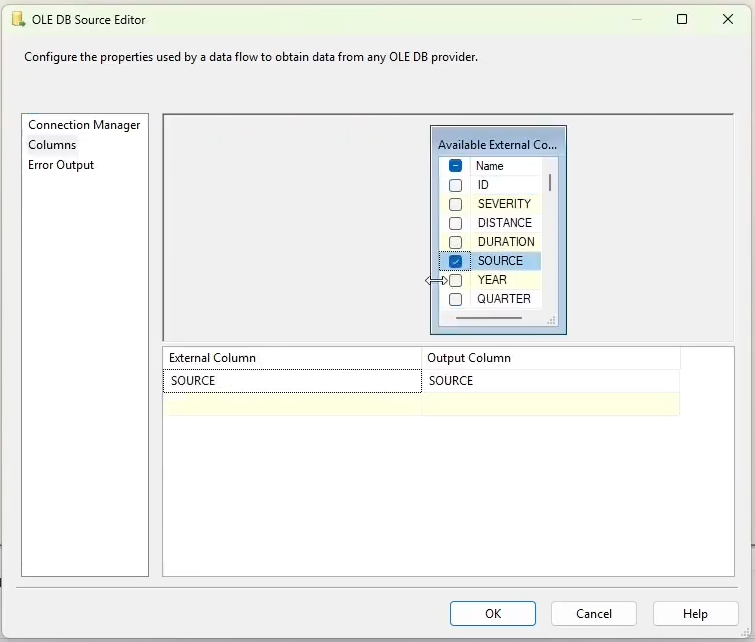 OLE DB Source Editor
Configure the properties used by a data flow to obtain data from any OLE DB provider.
Connection Manager
Columns
Error Output
Available External Co...
Name
ID
SEVERITY
DISTANCE
DURATION
SOURCE
YEAR
QUARTER
External Column Output Column
SOURCE SOURCE
OK Cancel Help